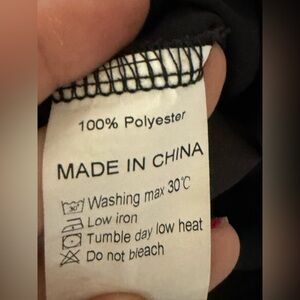 100% Polyester
MADE IN CHINA
Washing max 30℃
Low iron
Tumble day low heat
Do not bleach